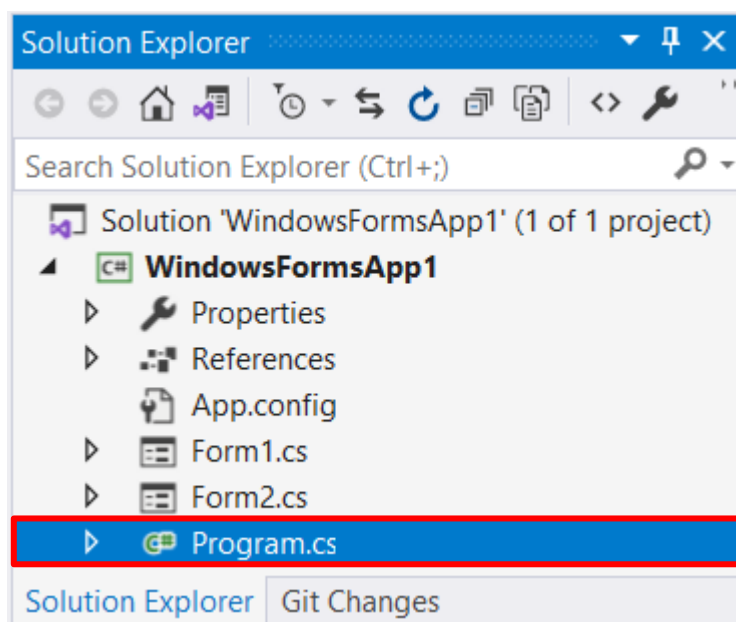 Solution Explorer
Search Solution Explorer (Ctrl+;)
Solution 'WindowsFormsApp1' (1 of 1 project)
C# WindowsFormsApp1
Properties
References
App.config
Form1.cs
Form2.cs
C# Program.cs
Solution Explorer Git Changes